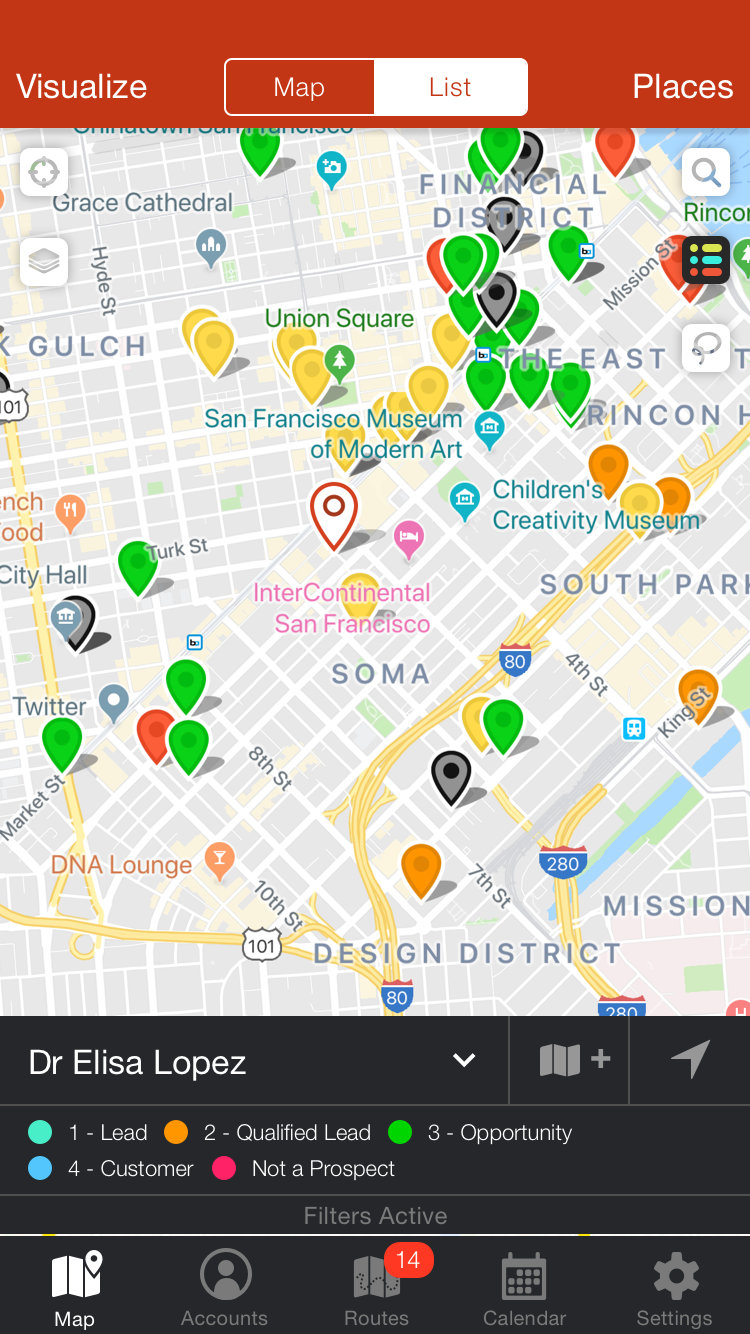 Visualize
Map
List
Places
Chinatown San Francisco
Grace Cathedral
FINANCIAL
DISTRICT
Rincon
Hyde St
Mission St
Union Square
K GULCH
THE EAST
T
101
San Francisco Museum
of Modern Art
RINCON H
Children's
Creativity Museum
ench
ood
Turk St
City Hall
InterContinental
San Francisco
SOUTH PARK
SOMA
80
4th St
Twitter
King St
Market St
8th St
DNA Lounge
280
7th St
10th St
MISSION
101
DESIGN DISTRICT
80
280
H
Dr Elisa Lopez
+
1 - Lead
2 - Qualified Lead
3 - Opportunity
4 - Customer
Not a Prospect
Filters Active
14
Map
Accounts
Routes
Calendar
Settings